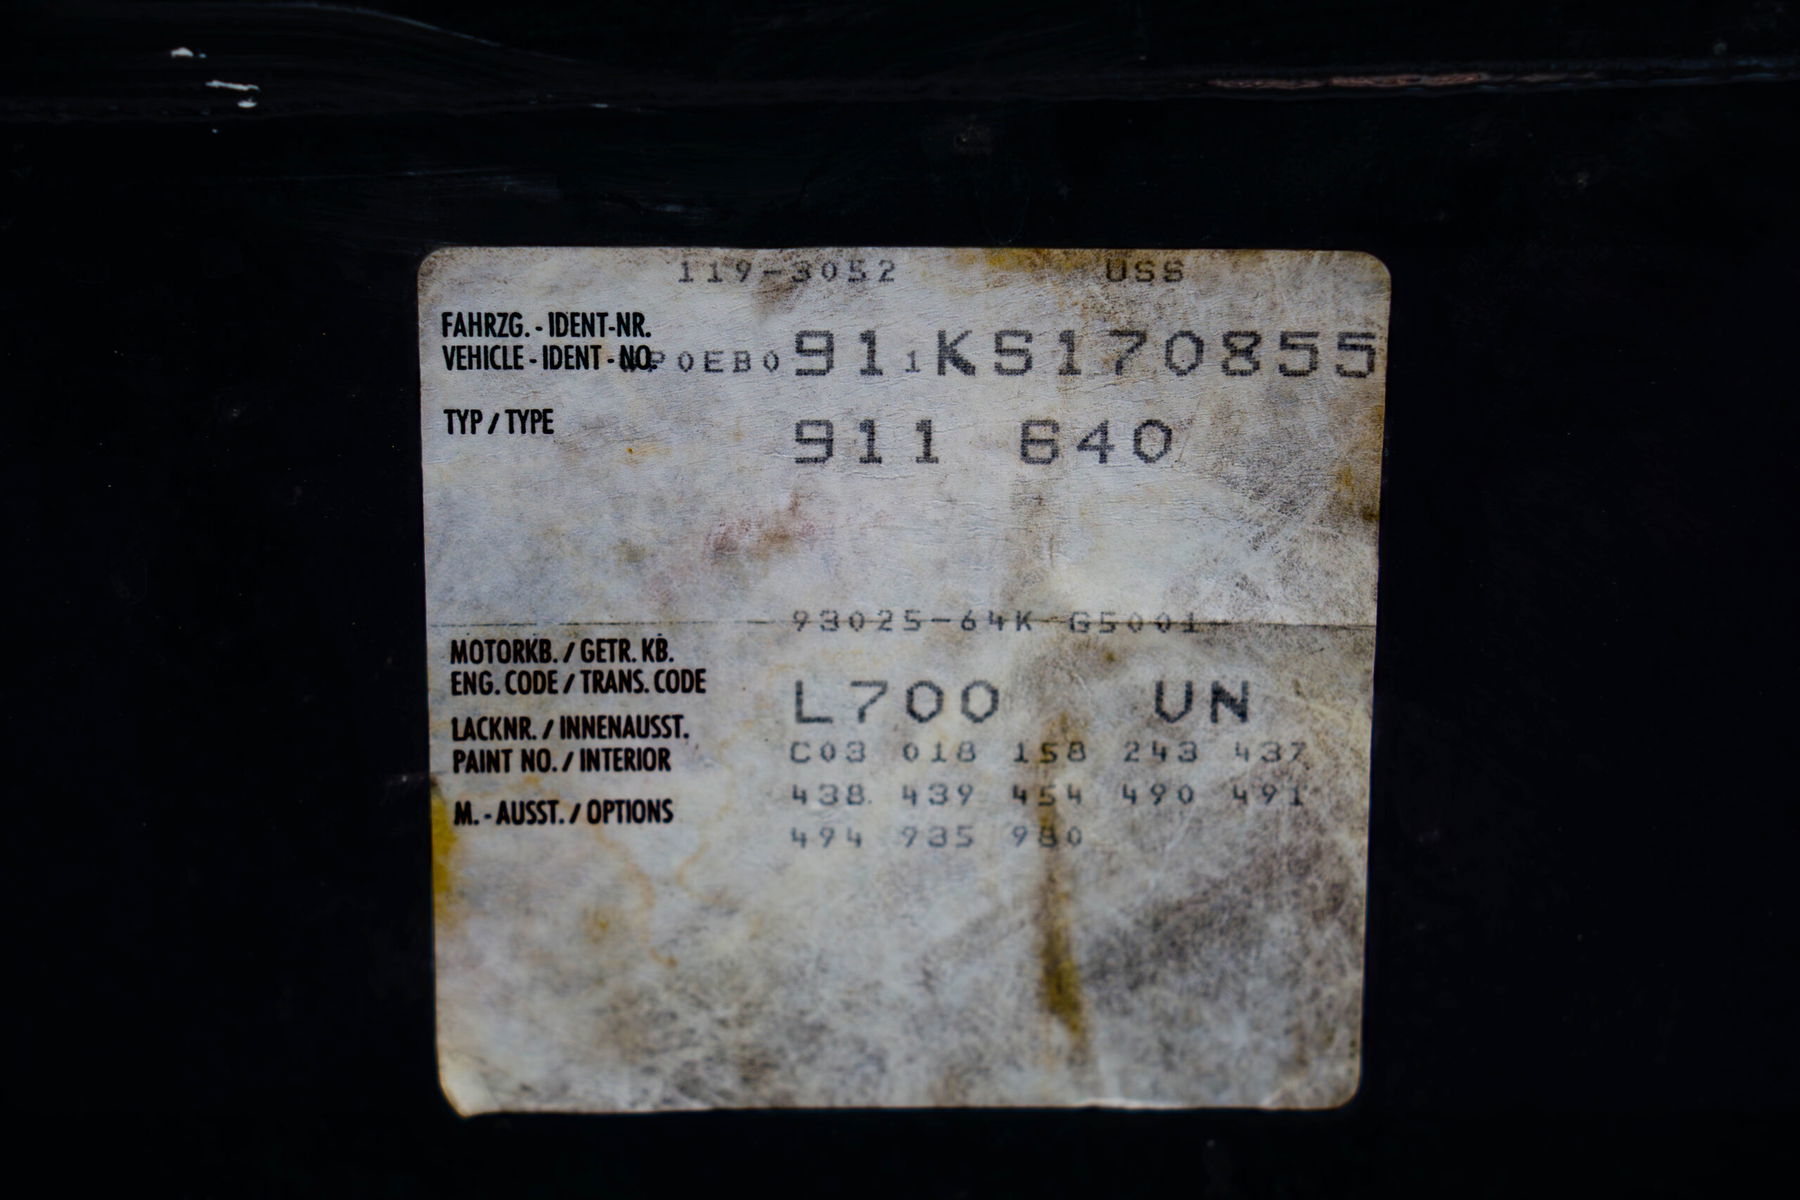 119-3052 USS
FAHRZG. - IDENT-NR.
VEHICLE - IDENT - NO. WP0EB0911KS170855
TYP / TYPE 911 640
93025-64K G5001
MOTORKB. / GETR. KB.
ENG. CODE / TRANS. CODE
L700 UN
LACKNR. / INNENAUSST.
PAINT NO. / INTERIOR
C03 018 158 243 437
438 439 454 490 491
M. - AUSST. / OPTIONS
494 935 980